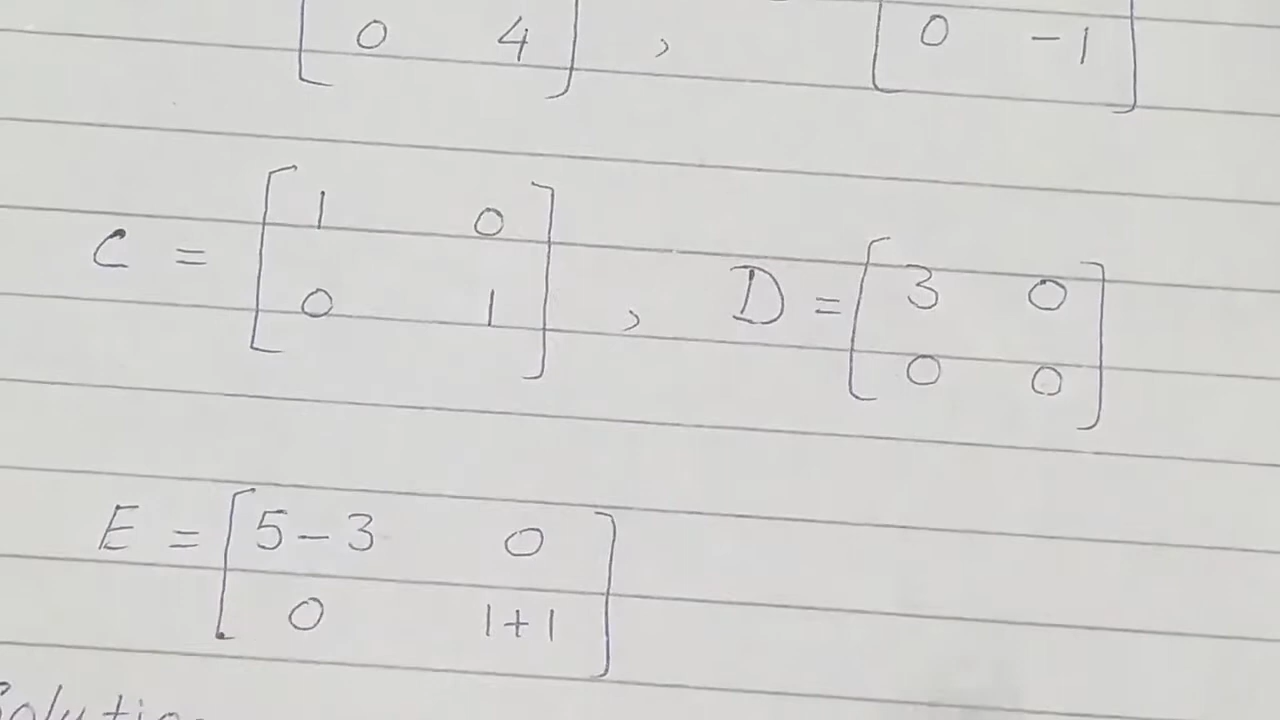 0 4 , 0 -1
C = [ 1 0
0 1 ] , D = [ 3 0
0 0 ]
E = [ 5-3 0
0 1+1 ]